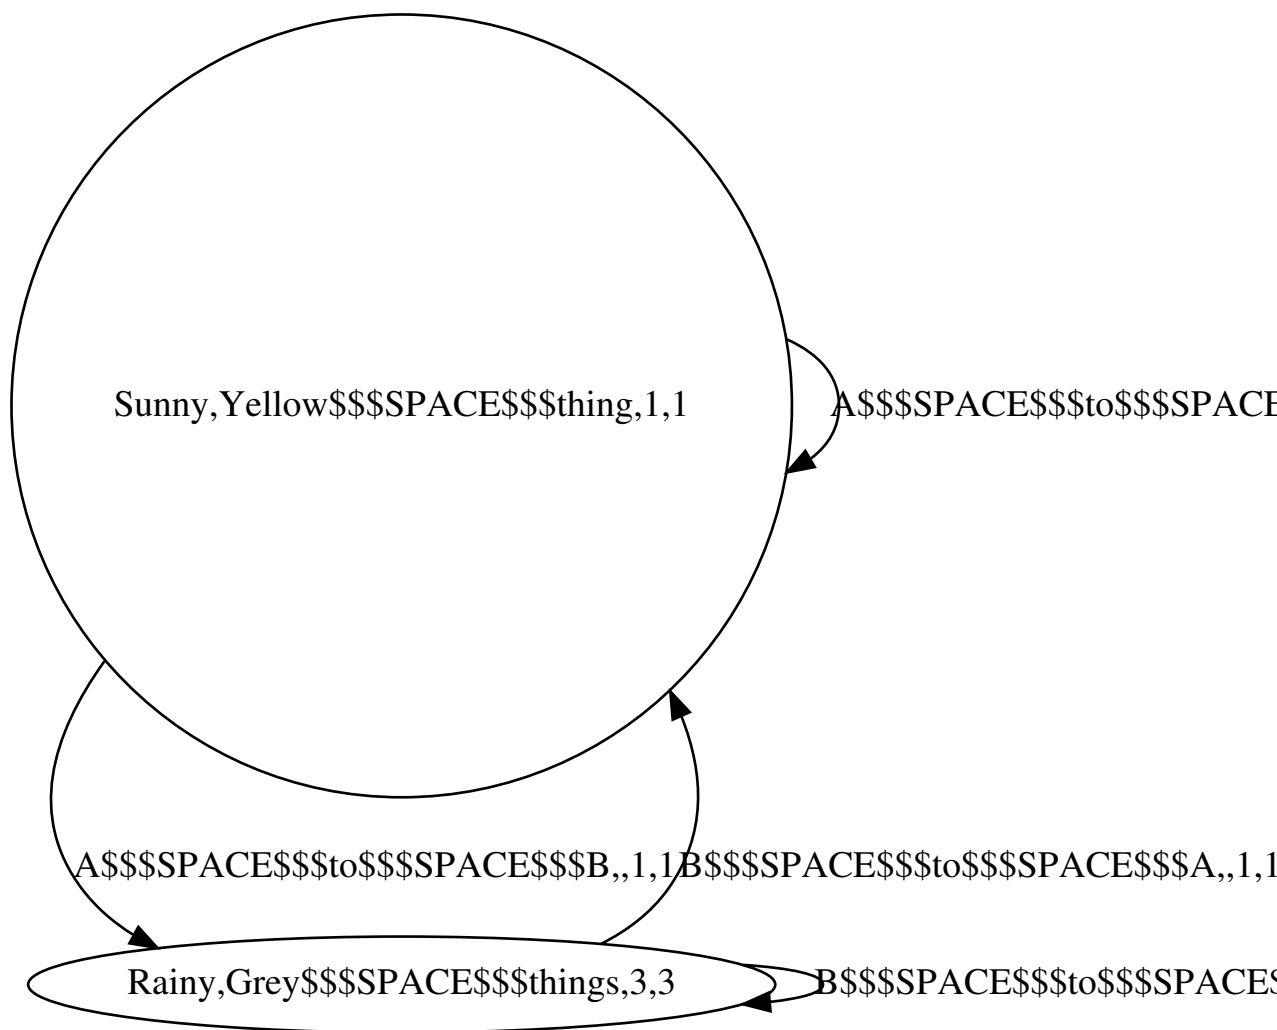 Sunny,Yellow$$$SPACE$$$thing,1,1
A$$$SPACE$$$to$$$SPACE
A$$$SPACE$$$to$$$SPACE$$$B,,1,1
B$$$SPACE$$$to$$$SPACE$$$A,,1,1
Rainy,Grey$$$SPACE$$$things,3,3
B$$$SPACE$$$to$$$SPACE$